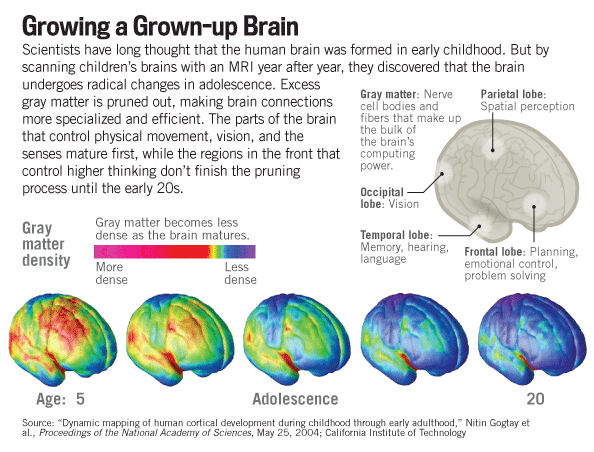 Growing a Grown-up Brain
Scientists have long thought that the human brain was formed in early childhood. But by
scanning children's brains with an MRI year after year, they discovered that the brain
undergoes radical changes in adolescence. Excess
gray matter is pruned out, making brain connections
more specialized and efficient. The parts of the brain
that control physical movement, vision, and the
senses mature first, while the regions in the front that
control higher thinking don't finish the pruning
process until the early 20s.
Gray matter: Nerve
cell bodies and
fibers that make up
the bulk of
the brain's
computing
power.
Parietal lobe:
Spatial perception
Occipital
lobe: Vision
Temporal lobe:
Memory, hearing,
language
Frontal lobe: Planning,
emotional control,
problem solving
Gray
matter
density
Gray matter becomes less
dense as the brain matures.
More
dense
Less
dense
Age: 5
Adolescence
20
Source: "Dynamic mapping of human cortical development during childhood through early adulthood," Nitin Gogtay et
al., Proceedings of the National Academy of Sciences, May 25, 2004; California Institute of Technology